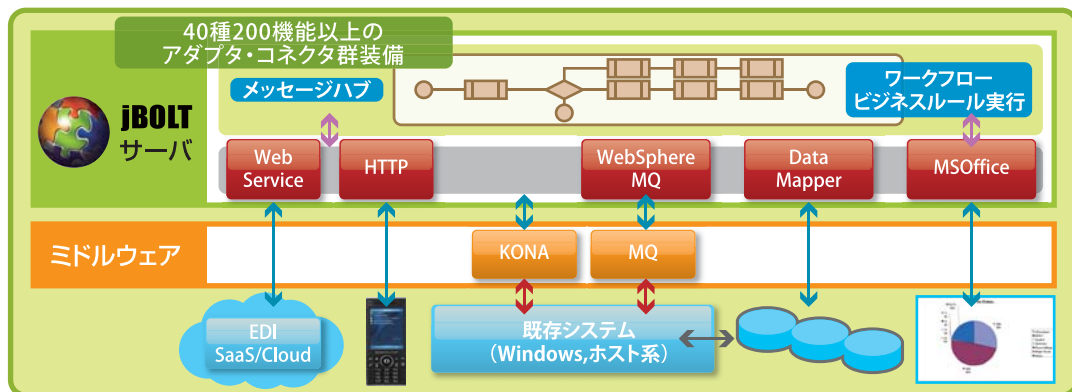 40種200機能以上の
アダプタ・コネクタ群装備
メッセージハブ
ワークフロー
ビジネスルール実行
jBOLT
サーバ
Web
Service
HTTP
WebSphere
MQ
Data
Mapper
MSOffice
ミドルウェア
KONA
MQ
EDI
SaaS/Cloud
既存システム
（Windows,ホスト系）